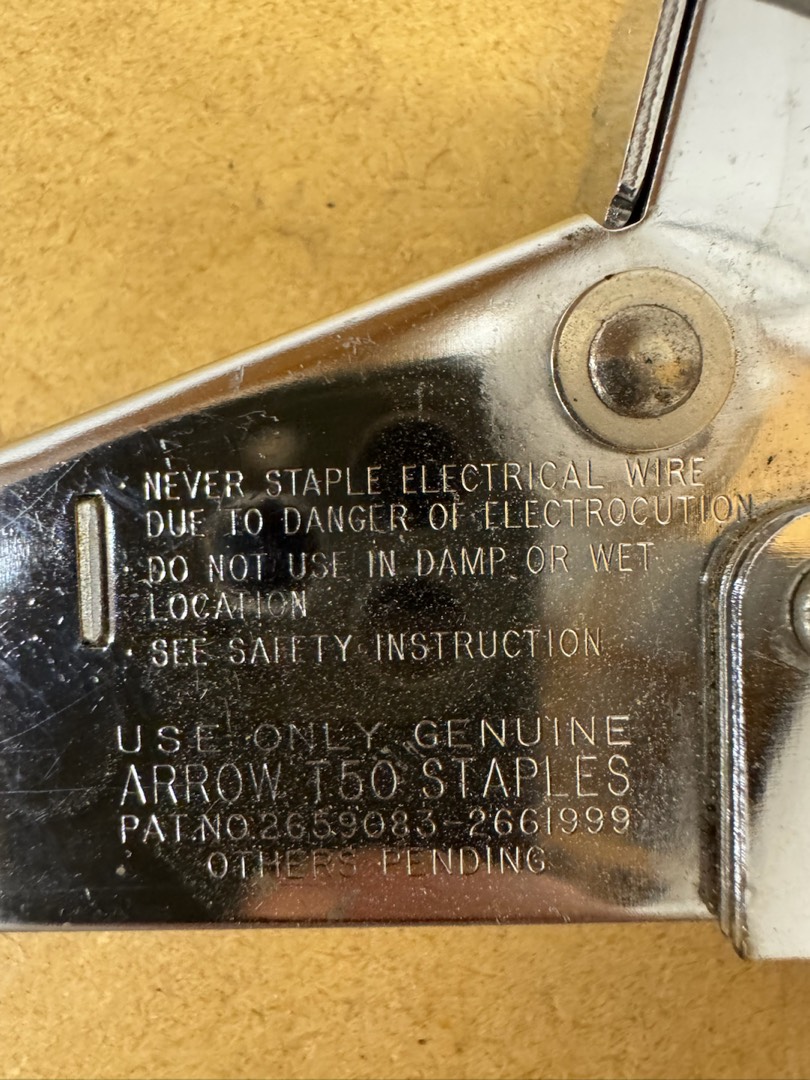 · NEVER STAPLE ELECTRICAL WIRE
DUE TO DANGER OF ELECTROCUTION
· DO NOT USE IN DAMP OR WET
LOCATION
· SEE SAFETY INSTRUCTION
USE ONLY GENUINE
ARROW T50 STAPLES
PAT.NO.2659083-2661999
OTHERS PENDING